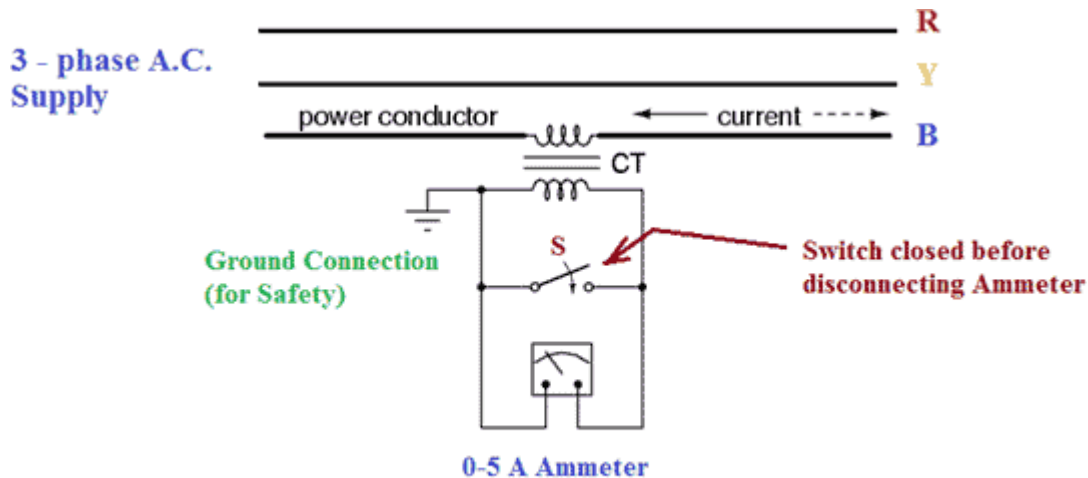 R
3 - phase A.C.
Supply
Y
power conductor
current
B
CT
S
Ground Connection
(for Safety)
Switch closed before
disconnecting Ammeter
0-5 A Ammeter